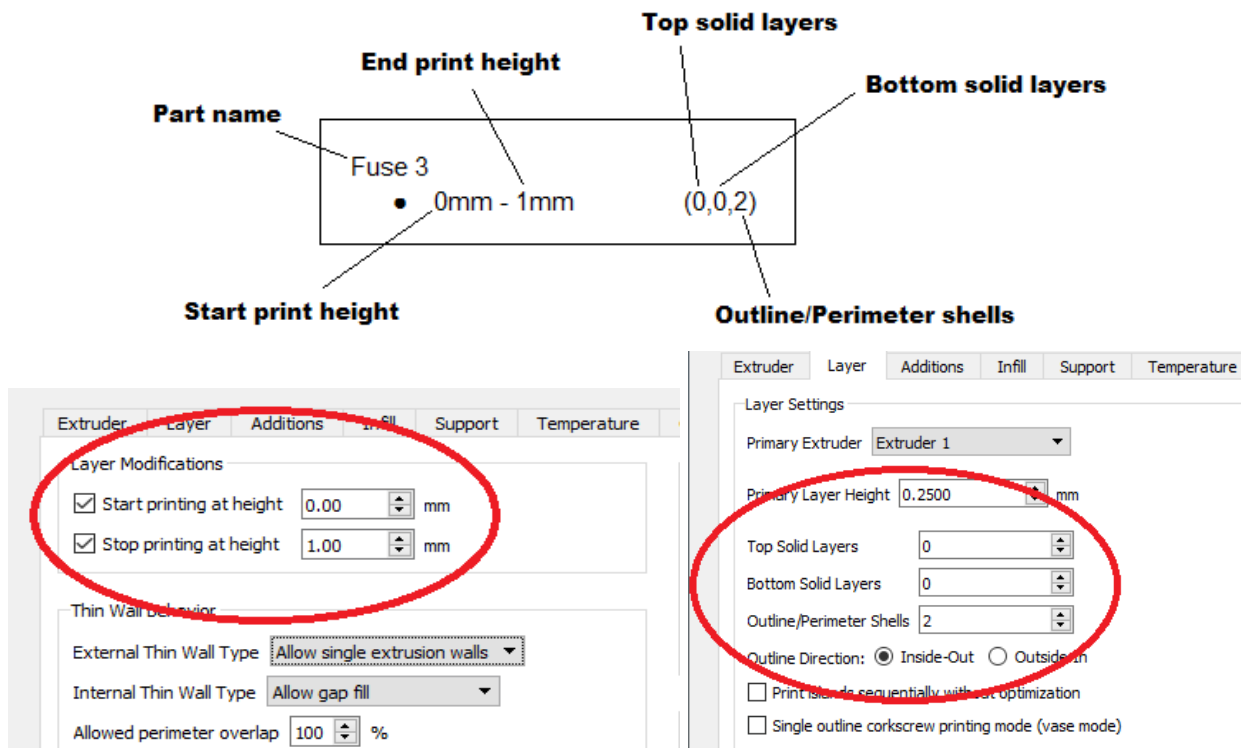 Top solid layers
End print height
Bottom solid layers
Part name
Fuse 3
• 0mm - 1mm (0,0,2)
Start print height
Outline/Perimeter shells
Extruder Layer Additions Infill Support Temperature
Layer Modifications
Start printing at height 0.00 mm
Stop printing at height 1.00 mm
Thin Wall Behavior
External Thin Wall Type Allow single extrusion walls
Internal Thin Wall Type Allow gap fill
Allowed perimeter overlap 100 %
Extruder Layer Additions Infill Support Temperature
Layer Settings
Primary Extruder Extruder 1
Primary Layer Height 0.2500 mm
Top Solid Layers 0
Bottom Solid Layers 0
Outline/Perimeter Shells 2
Outline Direction: Inside-Out Outside-In
Print islands sequentially without optimization
Single outline corkscrew printing mode (vase mode)